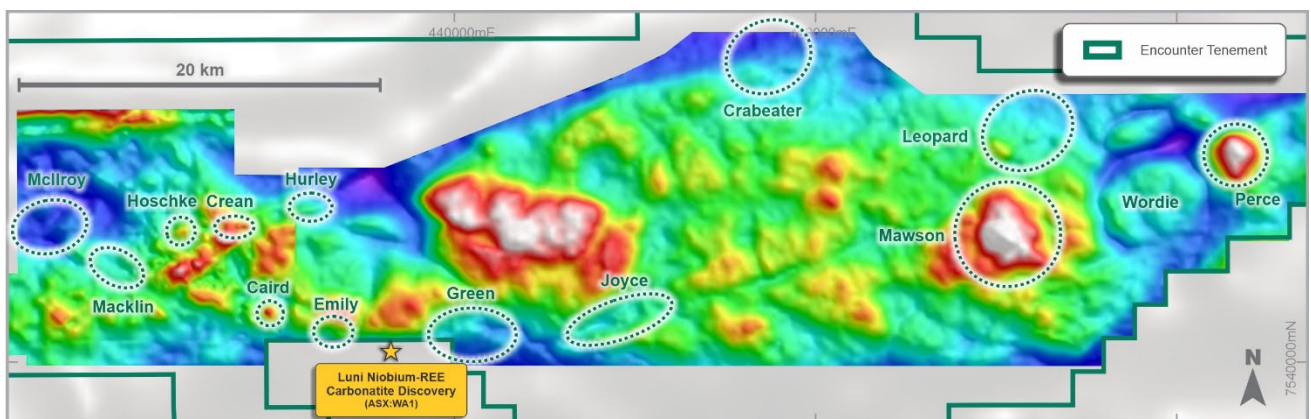 440000mE
Encounter Tenement
20 km
Crabeater
Leopard
McIlroy
Hurley
Hoschke
Crean
Wordie
Perce
Mawson
Macklin
Joyce
Caird
Emily
Green
Luni Niobium-REE
Carbonatite Discovery
(ASX:WA1)
N
7540000mN